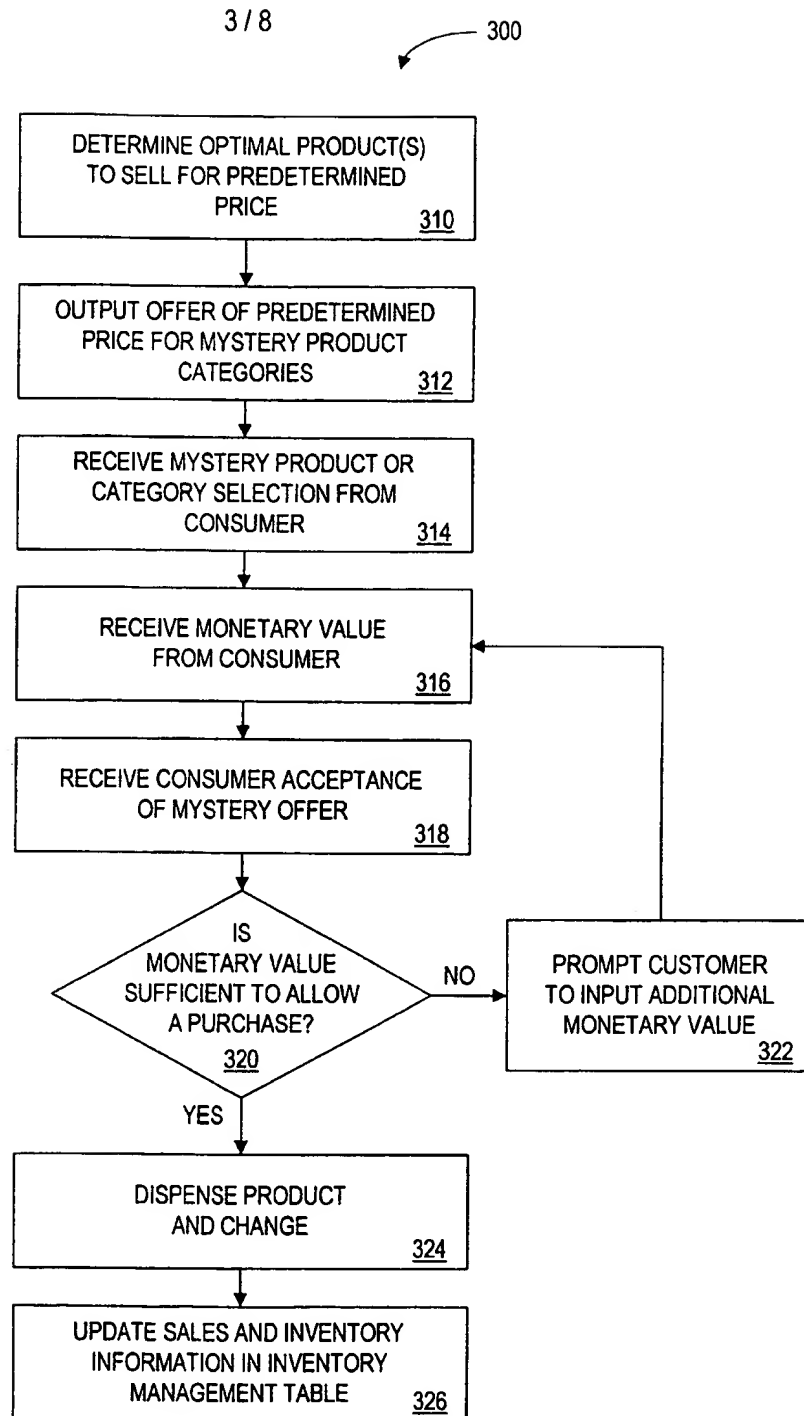 3 / 8
300
DETERMINE OPTIMAL PRODUCT(S)
TO SELL FOR PREDETERMINED
PRICE
310
OUTPUT OFFER OF PREDETERMINED
PRICE FOR MYSTERY PRODUCT
CATEGORIES
312
RECEIVE MYSTERY PRODUCT OR
CATEGORY SELECTION FROM
CONSUMER
314
RECEIVE MONETARY VALUE
FROM CONSUMER
316
RECEIVE CONSUMER ACCEPTANCE
OF MYSTERY OFFER
318
IS
MONETARY VALUE
SUFFICIENT TO ALLOW
A PURCHASE?
320
NO
PROMPT CUSTOMER
TO INPUT ADDITIONAL
MONETARY VALUE
322
YES
DISPENSE PRODUCT
AND CHANGE
324
UPDATE SALES AND INVENTORY
INFORMATION IN INVENTORY
MANAGEMENT TABLE
326